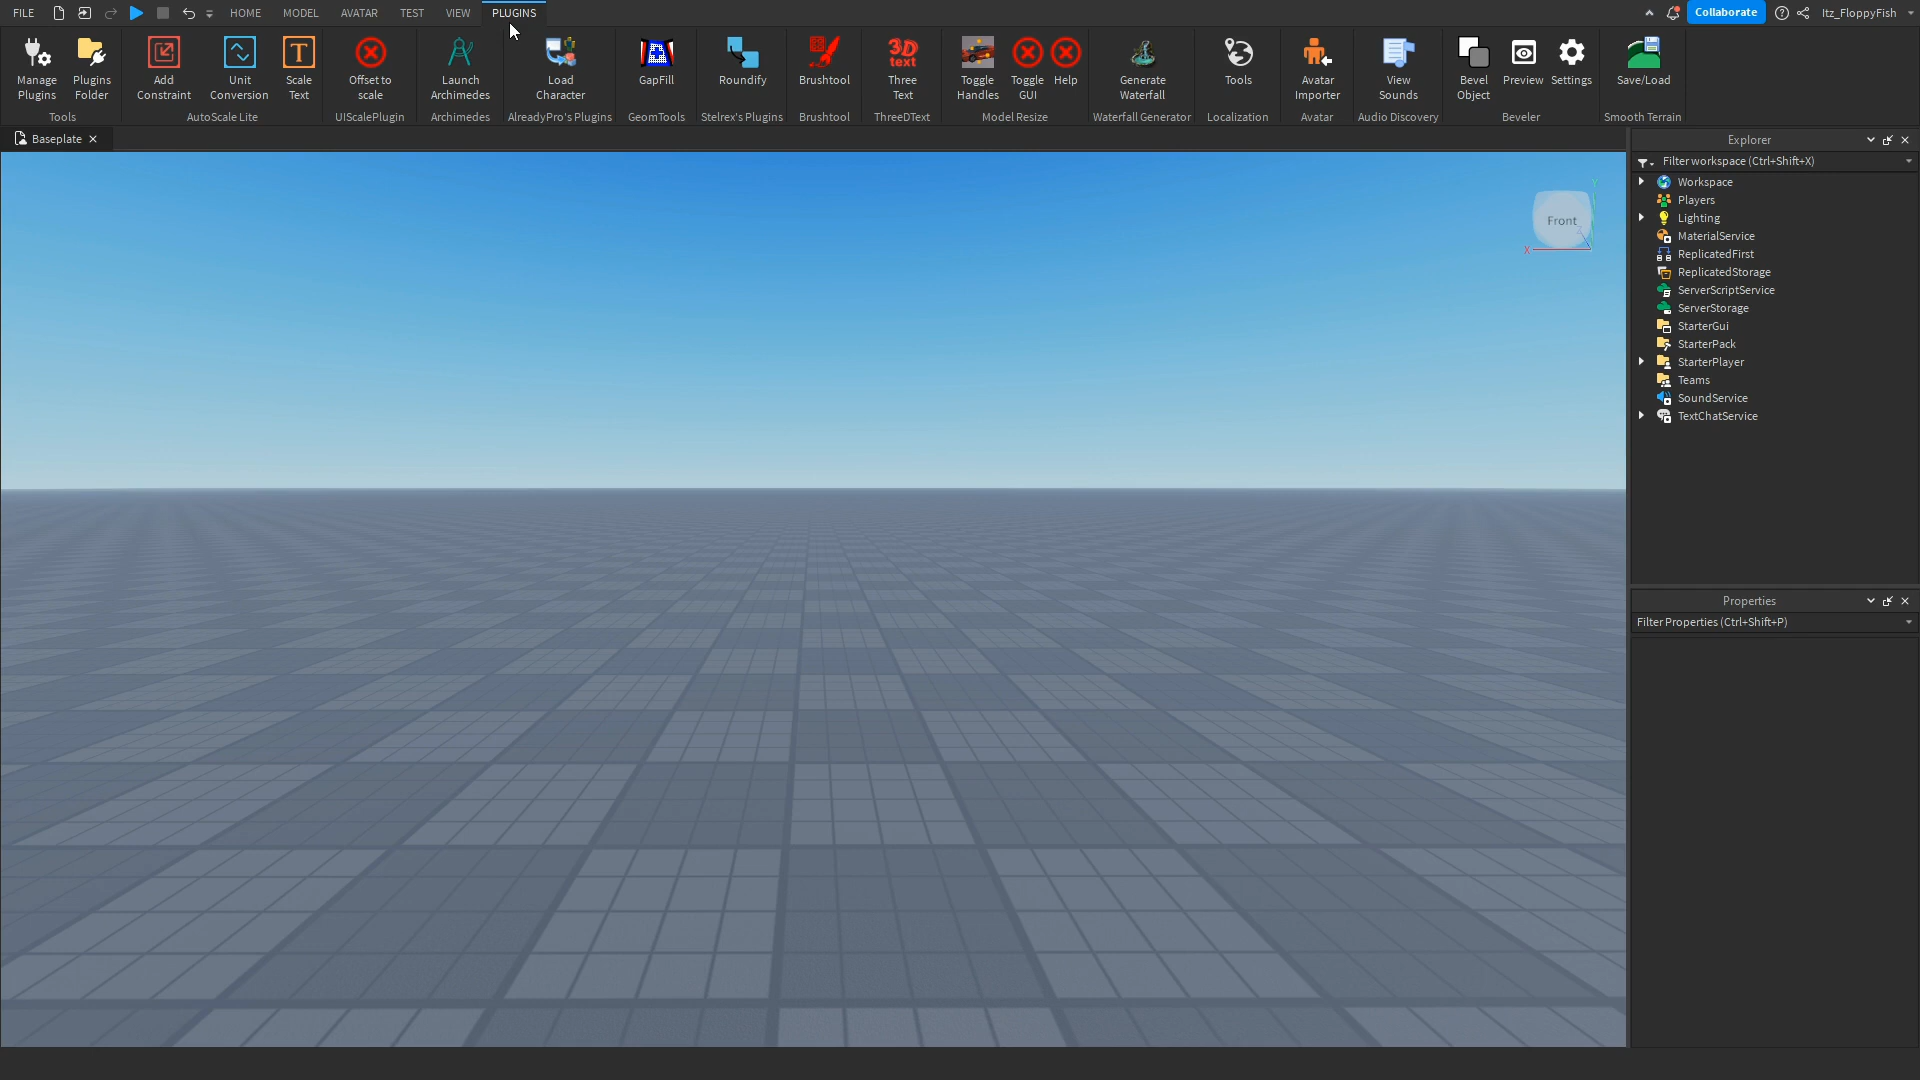 FILE HOME MODEL AVATAR TEST VIEW PLUGINS Collaborate Itz_FloppyFish
Manage Plugins
Plugins Folder
Tools
Add Constraint
Unit Conversion
Scale Text
AutoScale Lite
Offset to scale
UIScalePlugin
Launch Archimedes
Archimedes
Load Character
AlreadyPro's Plugins
GapFill
GeomTools
Roundify
Stelrex's Plugins
Brushtool
Brushtool
3D text
Three Text
ThreeDText
Toggle Handles
Toggle GUI
Help
Model Resize
Generate Waterfall
Waterfall Generator
Tools
Localization
Avatar Importer
Avatar
View Sounds
Audio Discovery
Bevel Object
Preview
Settings
Beveler
Save/Load
Smooth Terrain
Baseplate
Front
X
Y
Explorer
Filter workspace (Ctrl+Shift+X)
Workspace
Players
Lighting
MaterialService
ReplicatedFirst
ReplicatedStorage
ServerScriptService
ServerStorage
StarterGui
StarterPack
StarterPlayer
Teams
SoundService
TextChatService
Properties
Filter Properties (Ctrl+Shift+P)